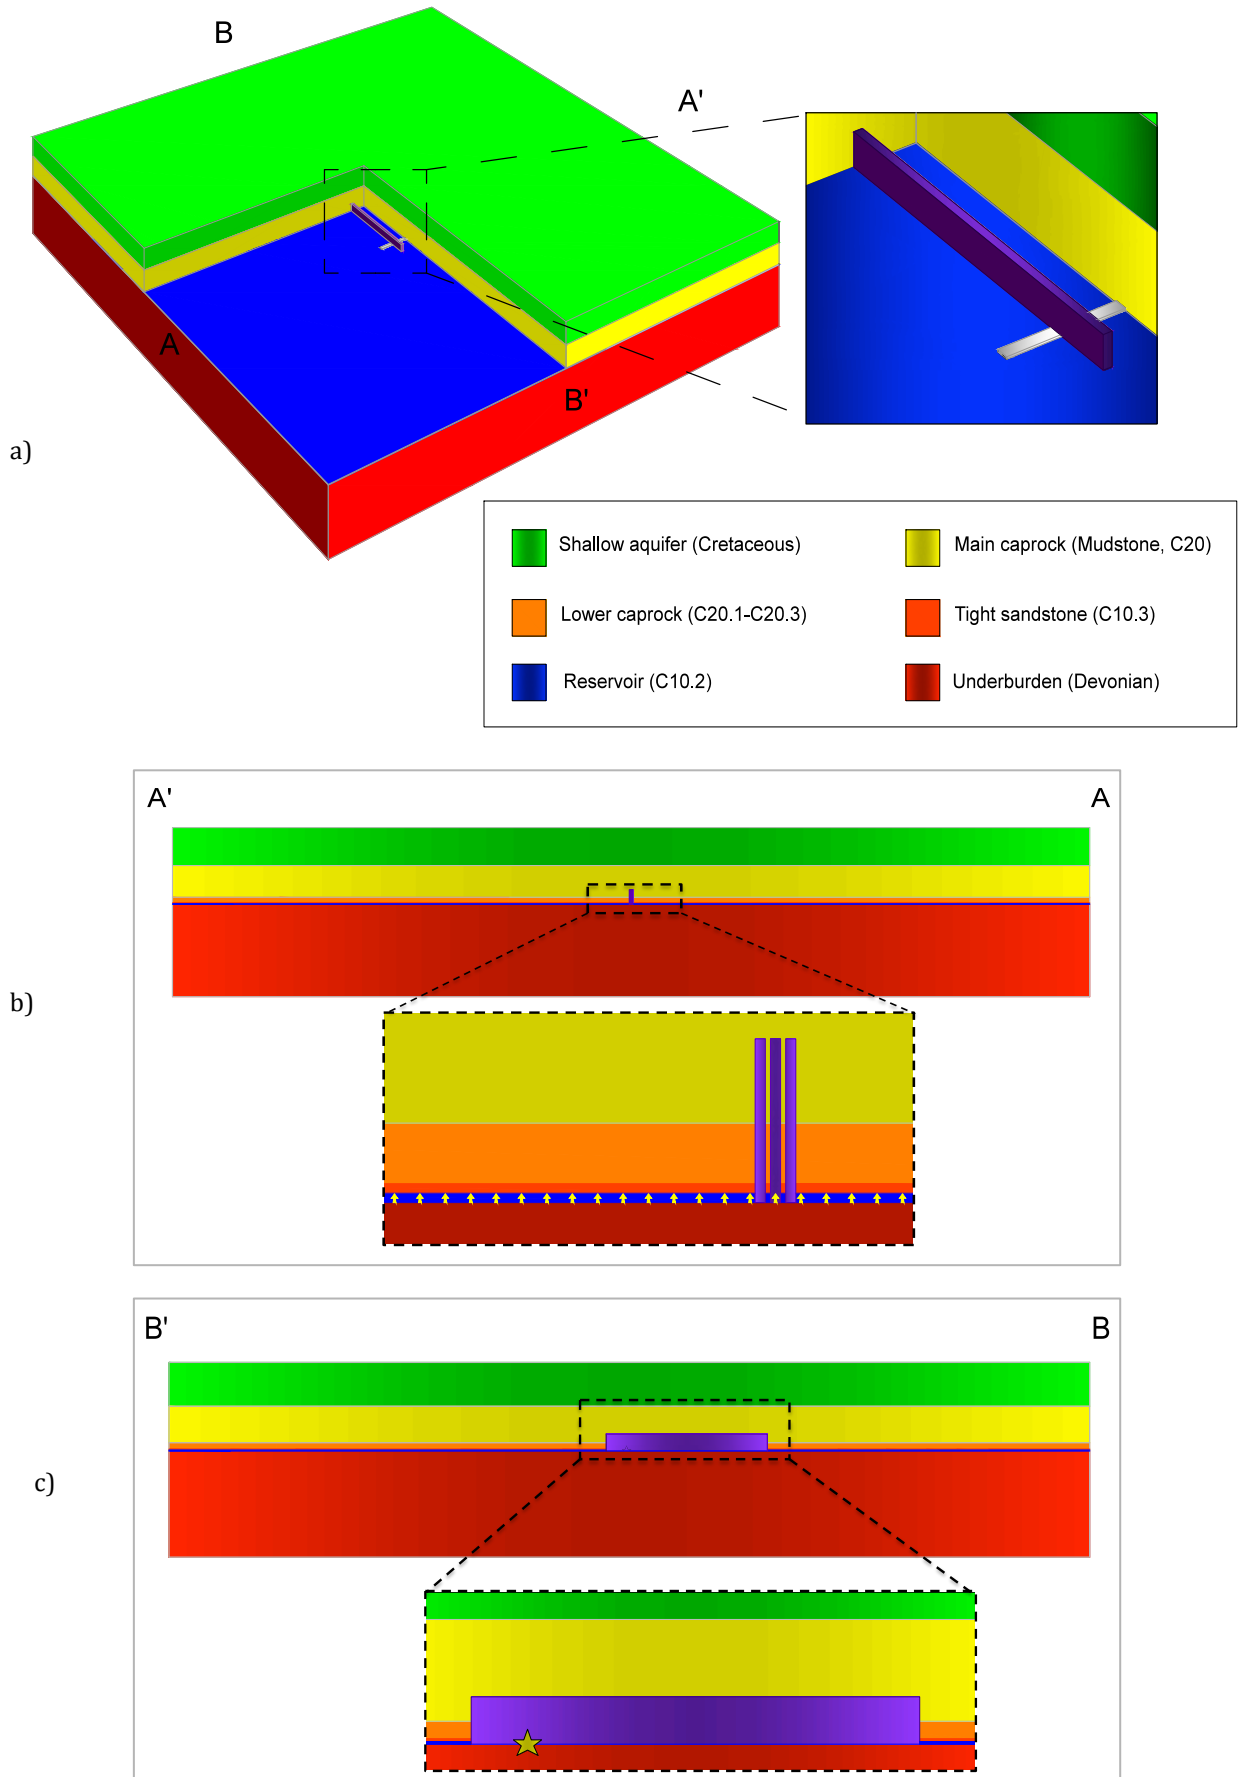 B
A'
A
B'
a)
Shallow aquifer (Cretaceous)
Main caprock (Mudstone, C20)
Lower caprock (C20.1-C20.3)
Tight sandstone (C10.3)
Reservoir (C10.2)
Underburden (Devonian)
A'
A
b)
B'
B
c)